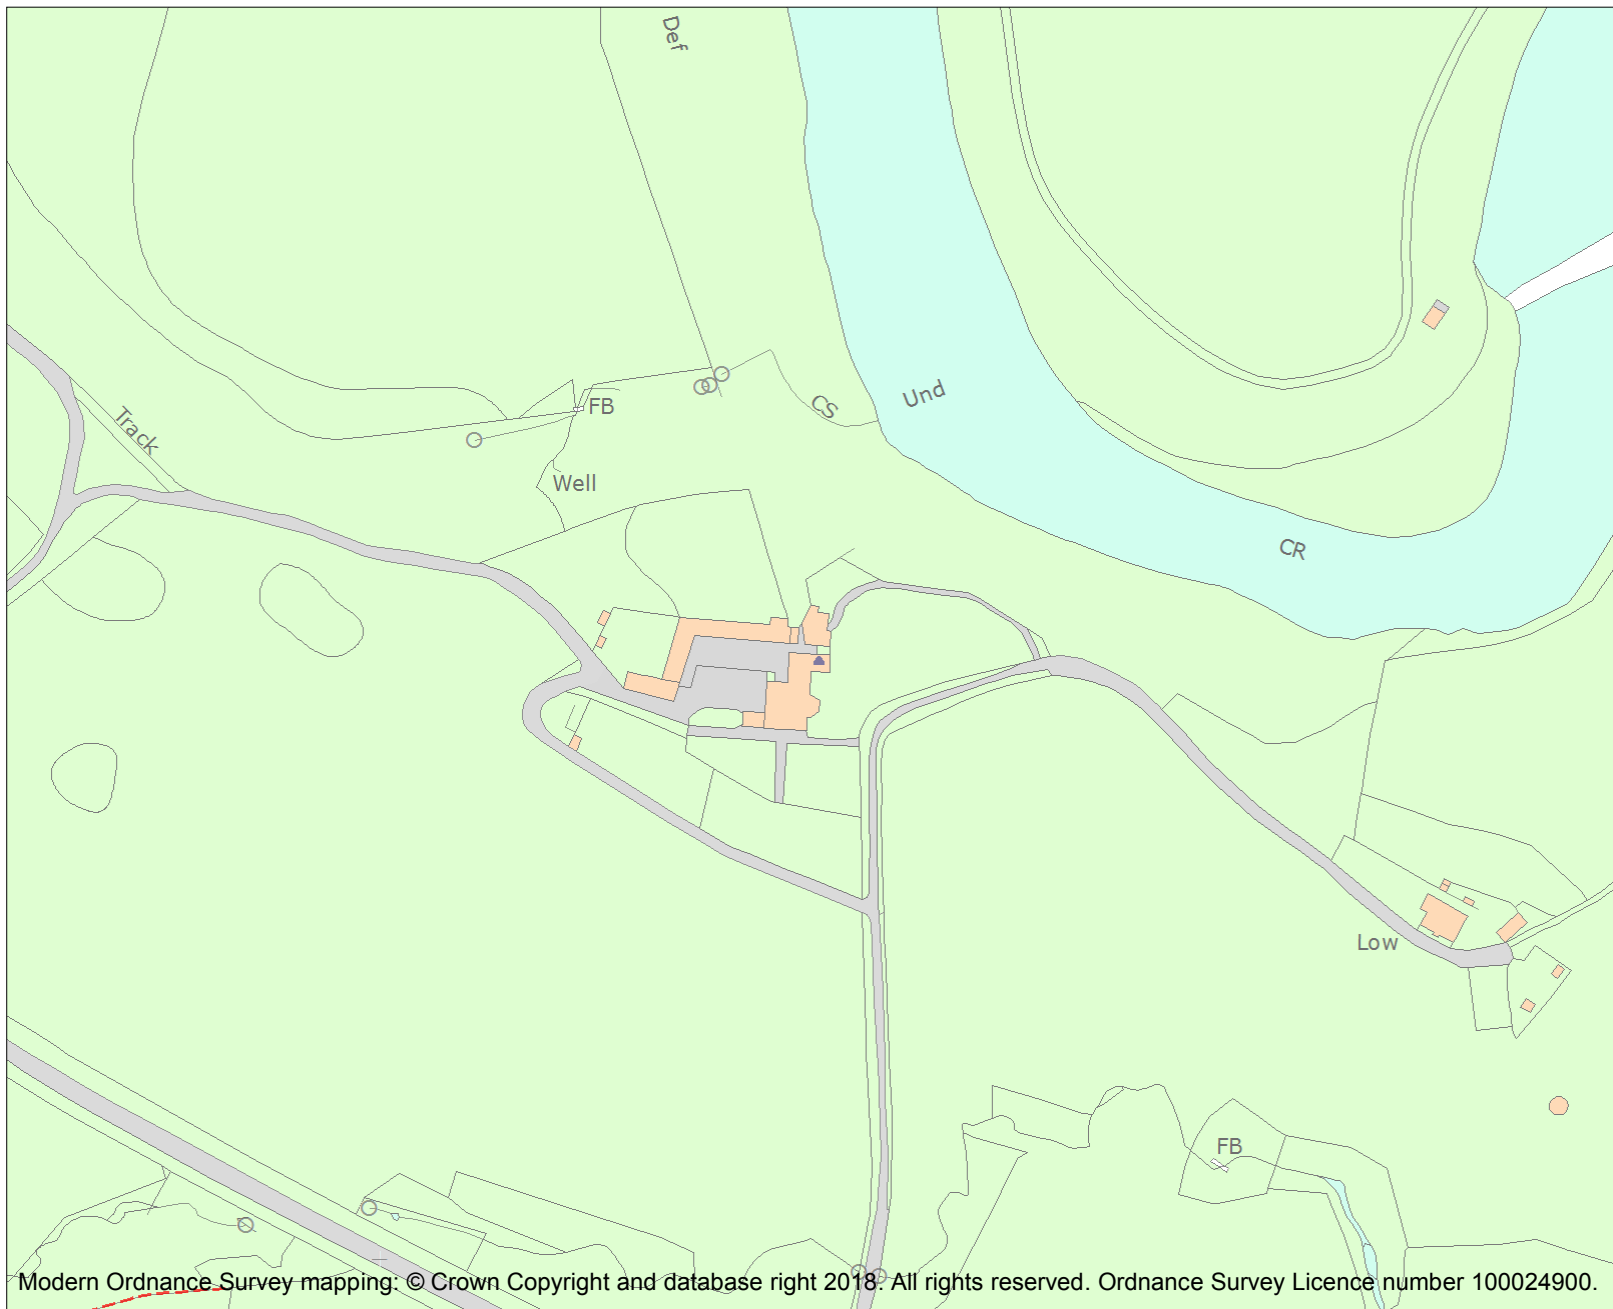 Def
Und
FB
CS
Track
Well
CR
Low
FB
Modern Ordnance Survey mapping: © Crown Copyright and database right 2018. All rights reserved. Ordnance Survey Licence number 100024900.